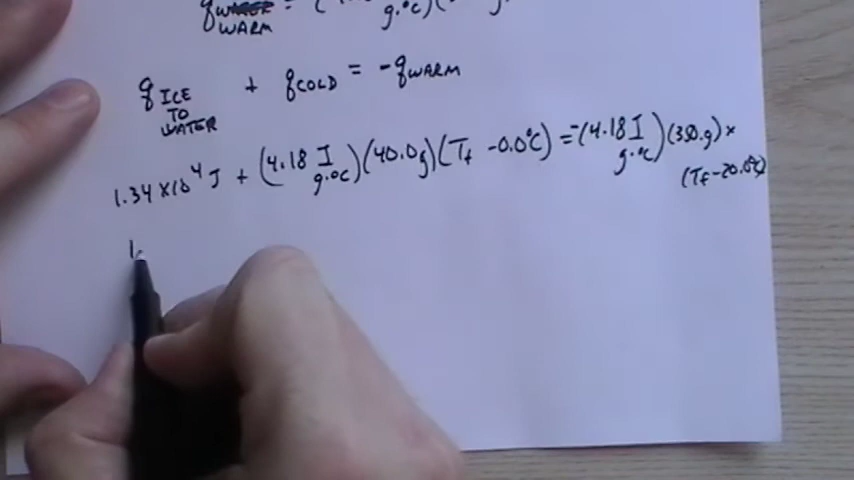 q WARM = (
g·°C)(
q ICE TO WATER + q COLD = -q WARM
1.34 ×10⁴ J + (4.18 J/g·°C)(40.0g)(Tf -0.0°C) = -(4.18 J/g·°C)(350.g)×
(Tf-20.0°C)
1.